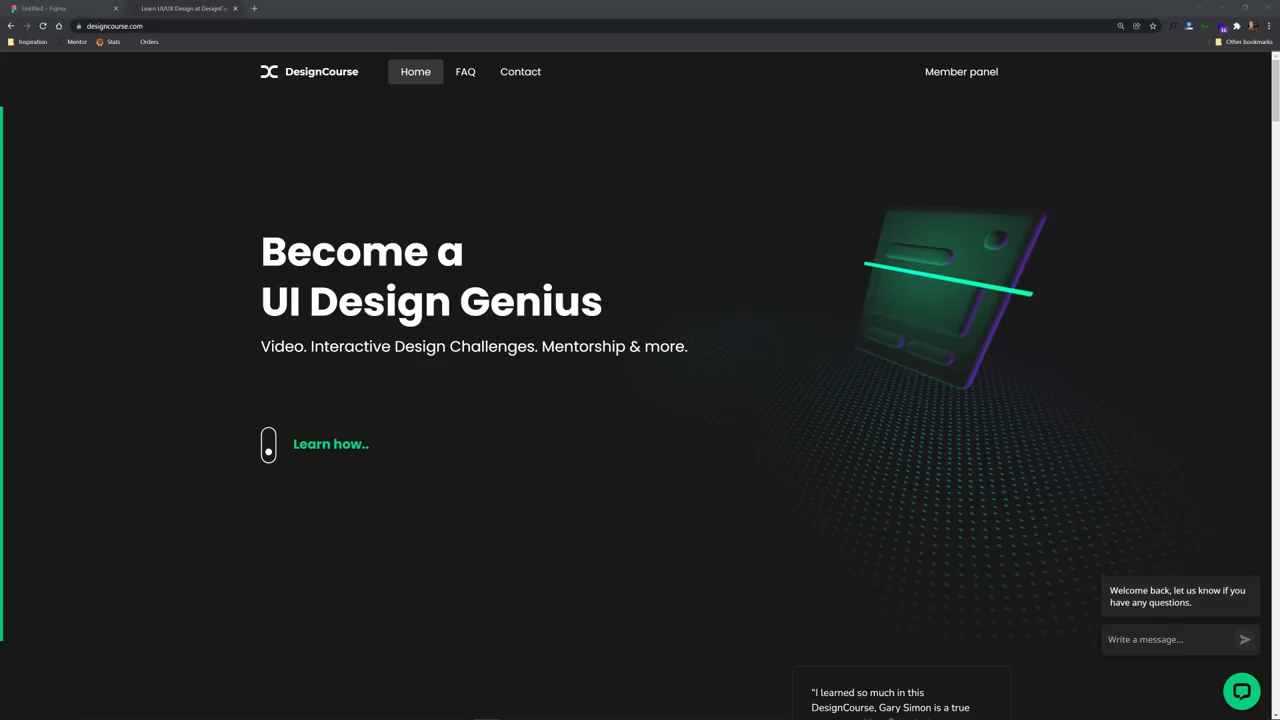 Untitled – Figma
Learn UI/UX Design at DesignCo
designcourse.com
Inspiration
Mentor
Stats
Orders
Other bookmarks
DesignCourse
Home
FAQ
Contact
Member panel
Become a
UI Design Genius
Video. Interactive Design Challenges. Mentorship & more.
Learn how..
Welcome back, let us know if you
have any questions.
Write a message...
“I learned so much in this
DesignCourse, Gary Simon is a true